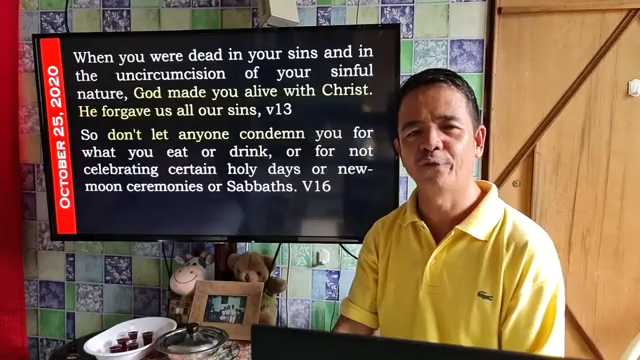 OCTOBER 25, 2020
When you were dead in your sins and in
the uncircumcision of your sinful
nature, God made you alive with Christ.
He forgave us all our sins, v13
So don't let anyone condemn you for
what you eat or drink, or for not
celebrating certain holy days or new-
moon ceremonies or Sabbaths. V16